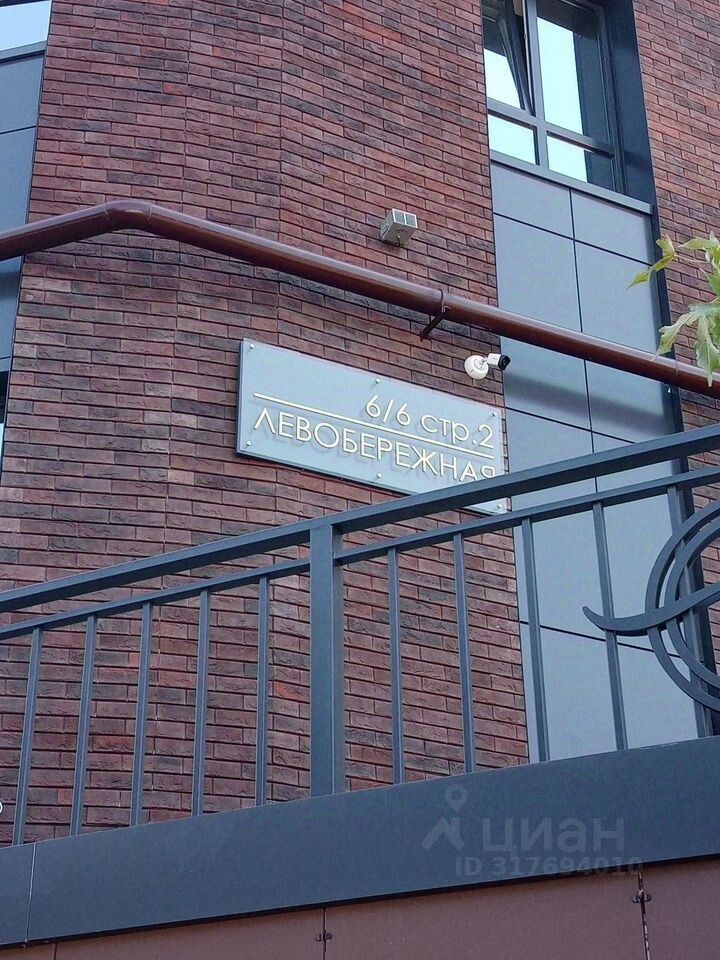 6/6 стр.2
ЛЕВОБЕРЕЖНАЯ
циан
ID 317694010